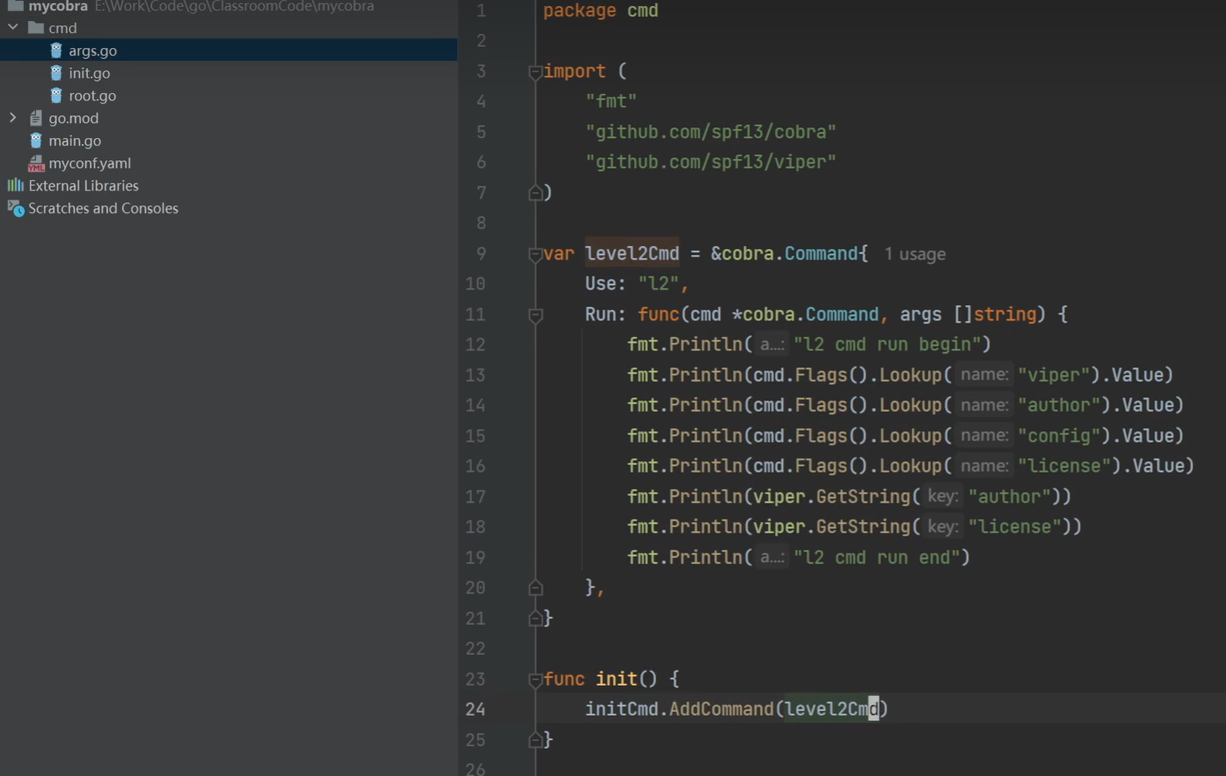 mycobra E:\Work\Code\go\ClassroomCode\mycobra
cmd
args.go
init.go
root.go
go.mod
main.go
myconf.yaml
External Libraries
Scratches and Consoles
1 package cmd
2
3 import (
4 "fmt"
5 "github.com/spf13/cobra"
6 "github.com/spf13/viper"
7 )
8
9 var level2Cmd = &cobra.Command{ 1 usage
10 Use: "l2",
11 Run: func(cmd *cobra.Command, args []string) {
12 fmt.Println( a...: "l2 cmd run begin")
13 fmt.Println(cmd.Flags().Lookup( name: "viper").Value)
14 fmt.Println(cmd.Flags().Lookup( name: "author").Value)
15 fmt.Println(cmd.Flags().Lookup( name: "config").Value)
16 fmt.Println(cmd.Flags().Lookup( name: "license").Value)
17 fmt.Println(viper.GetString( key: "author"))
18 fmt.Println(viper.GetString( key: "license"))
19 fmt.Println( a...: "l2 cmd run end")
20 },
21 }
22
23 func init() {
24 initCmd.AddCommand(level2Cmd)
25 }
26